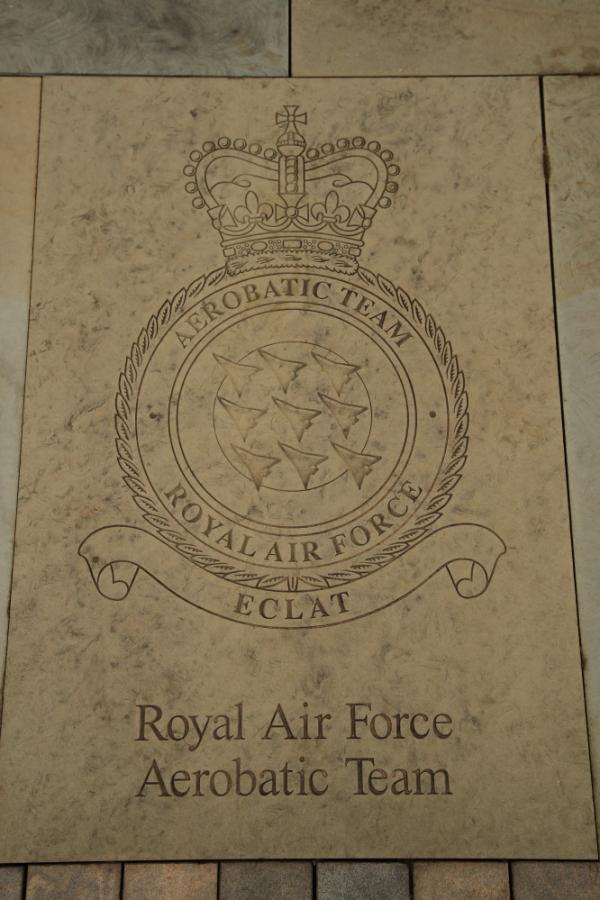 AEROBATIC TEAM
ROYAL AIR FORCE
ECLAT
Royal Air Force
Aerobatic Team